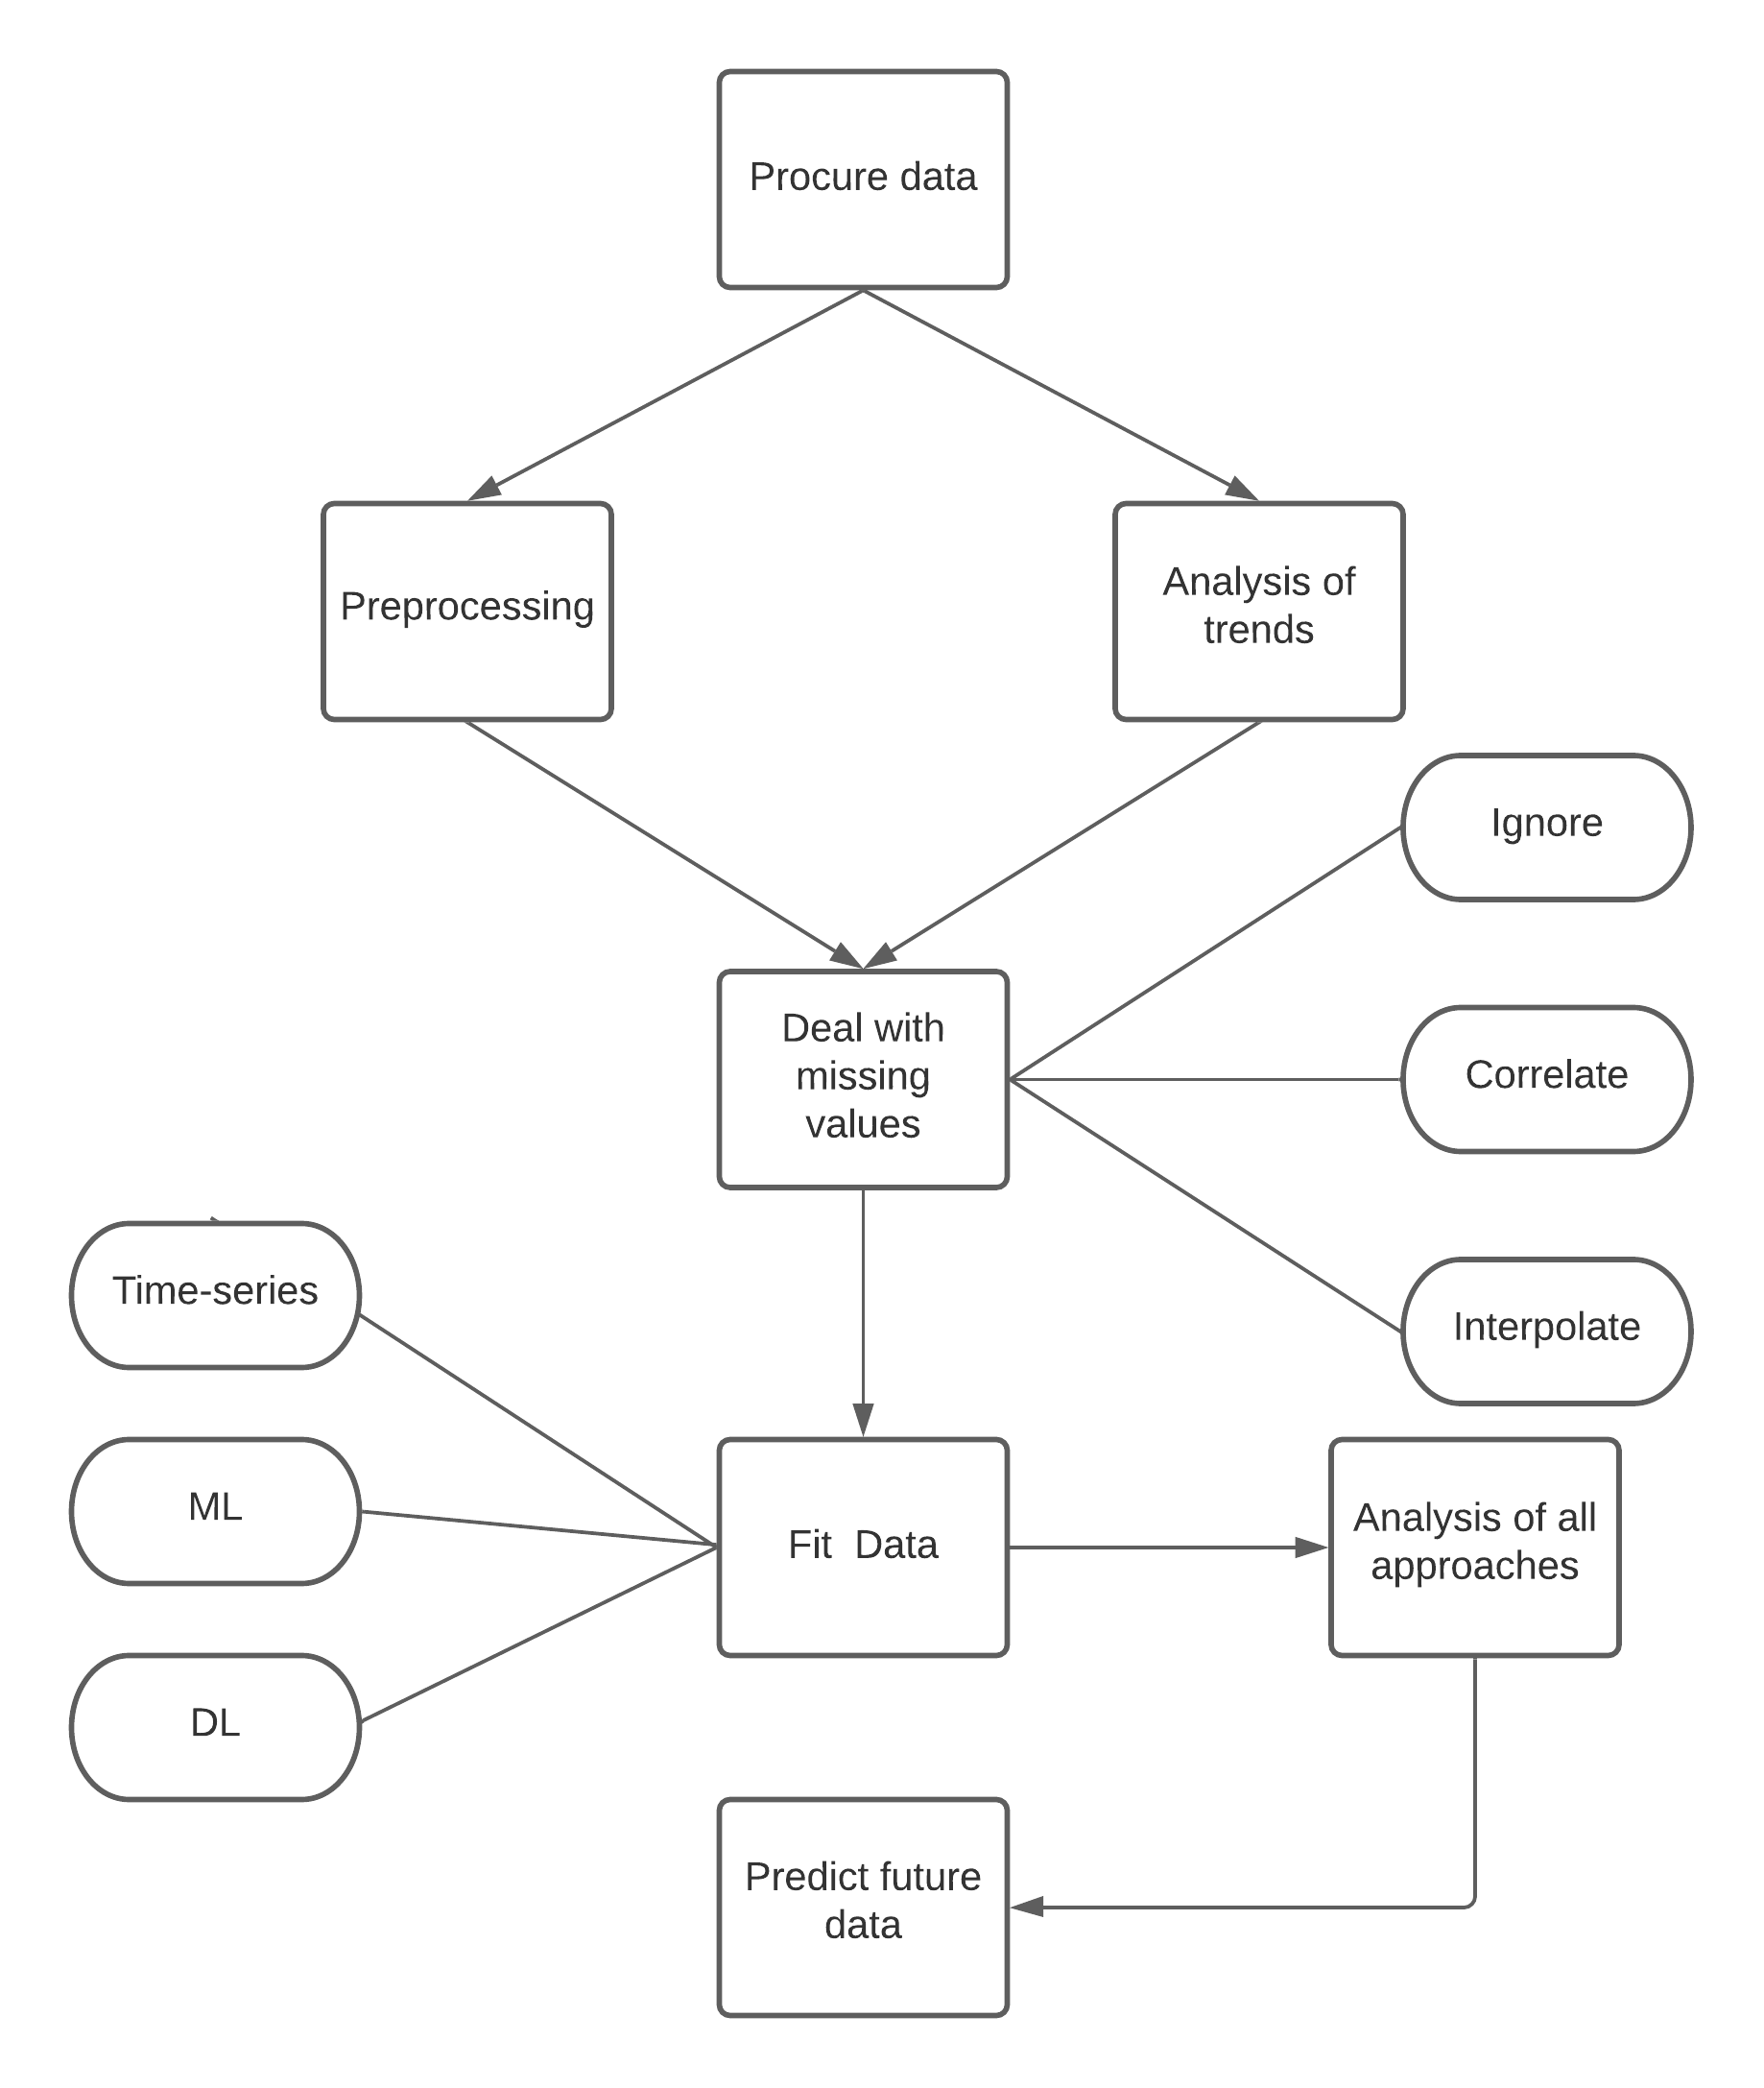 Procure data
Preprocessing
Analysis of
trends
Ignore
Deal with
missing
values
Correlate
Time-series
Interpolate
ML
Fit  Data
Analysis of all
approaches
DL
Predict future
data